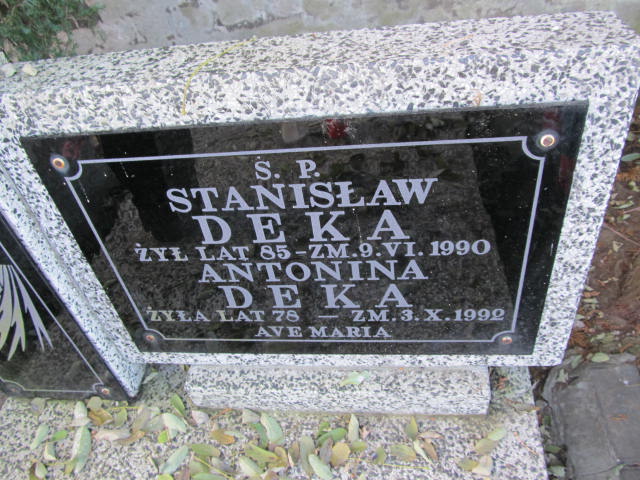 Ś. P.
STANISŁAW
DEKA
ŻYŁ LAT 85-ZM. 9. VI. 1990
ANTONINA
DEKA
ŻYŁA LAT 78 - ZM. 3. X. 1992
AVE MARIA